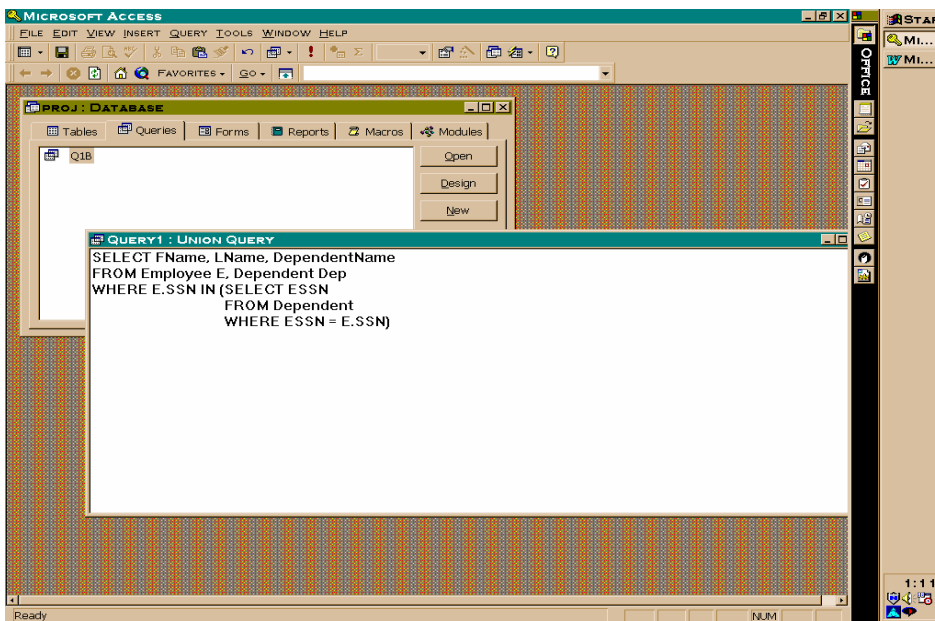 MICROSOFT ACCESS
FILE EDIT VIEW INSERT QUERY TOOLS WINDOW HELP
FAVORITES GO
PROJ : DATABASE
Tables Queries Forms Reports Macros Modules
Q1B
Open
Design
New
QUERY1 : UNION QUERY
SELECT FName, LName, DependentName
FROM Employee E, Dependent Dep
WHERE E.SSN IN (SELECT ESSN
FROM Dependent
WHERE ESSN = E.SSN)
Ready
NUM
OFFICE
MI...
MI...
1:11